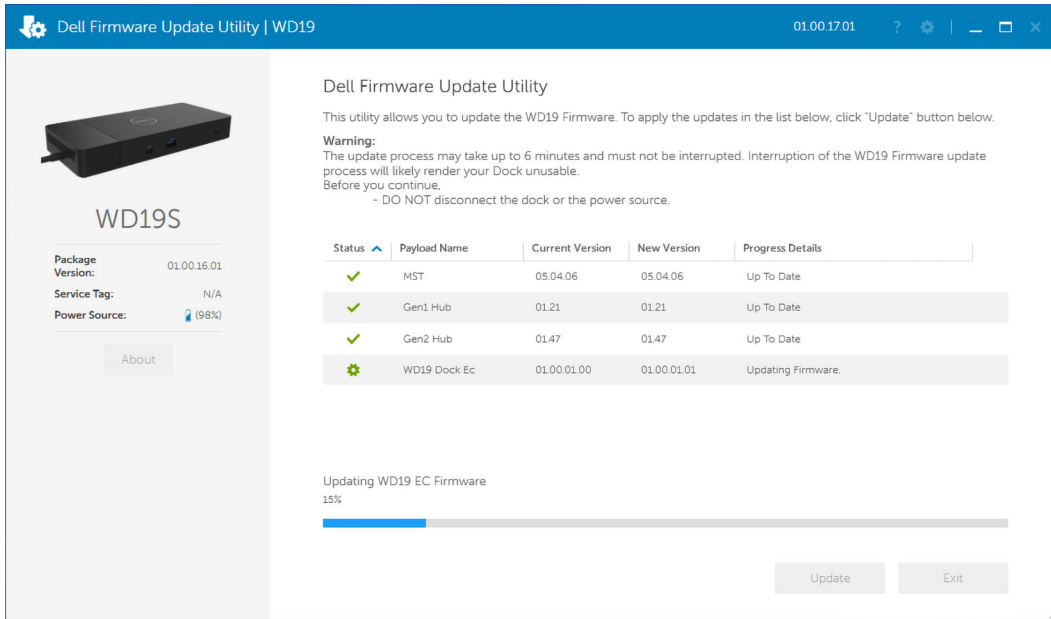 Dell Firmware Update Utility | WD19
01.00.17.01 ?
WD19S
Package Version: 01.00.16.01
Service Tag: N/A
Power Source: (98%)
About
Dell Firmware Update Utility
This utility allows you to update the WD19 Firmware. To apply the updates in the list below, click "Update" button below.
Warning:
The update process may take up to 6 minutes and must not be interrupted. Interruption of the WD19 Firmware update
process will likely render your Dock unusable.
Before you continue,
- DO NOT disconnect the dock or the power source.
Status Payload Name Current Version New Version Progress Details
MST 05.04.06 05.04.06 Up To Date
Gen1 Hub 01.21 01.21 Up To Date
Gen2 Hub 01.47 01.47 Up To Date
WD19 Dock Ec 01.00.01.00 01.00.01.01 Updating Firmware.
Updating WD19 EC Firmware
15%
Update Exit